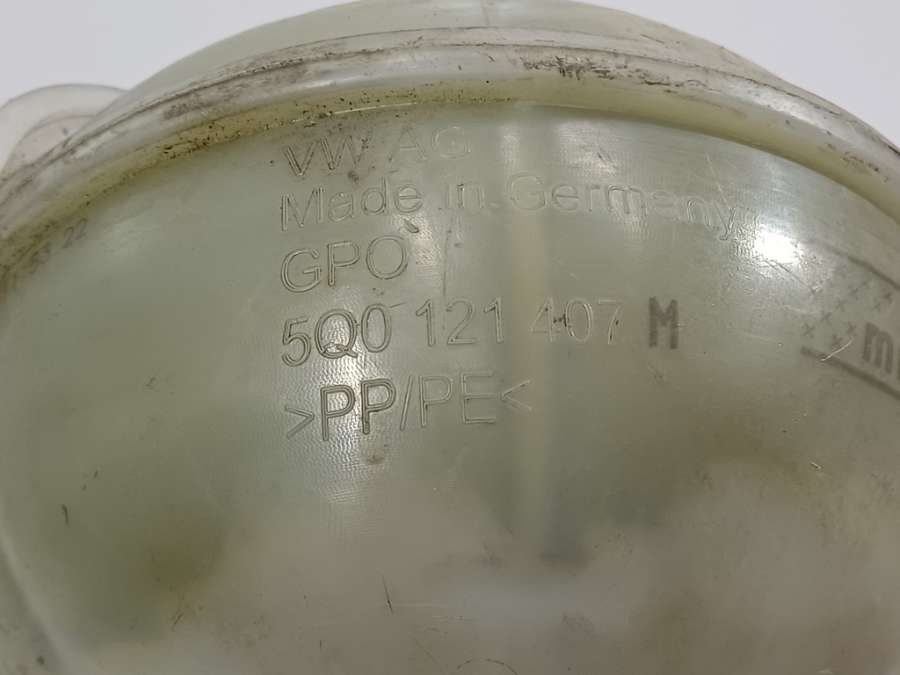 VW AG
Made in Germany
GPO
5Q0 121 407 M
>PP/PE<